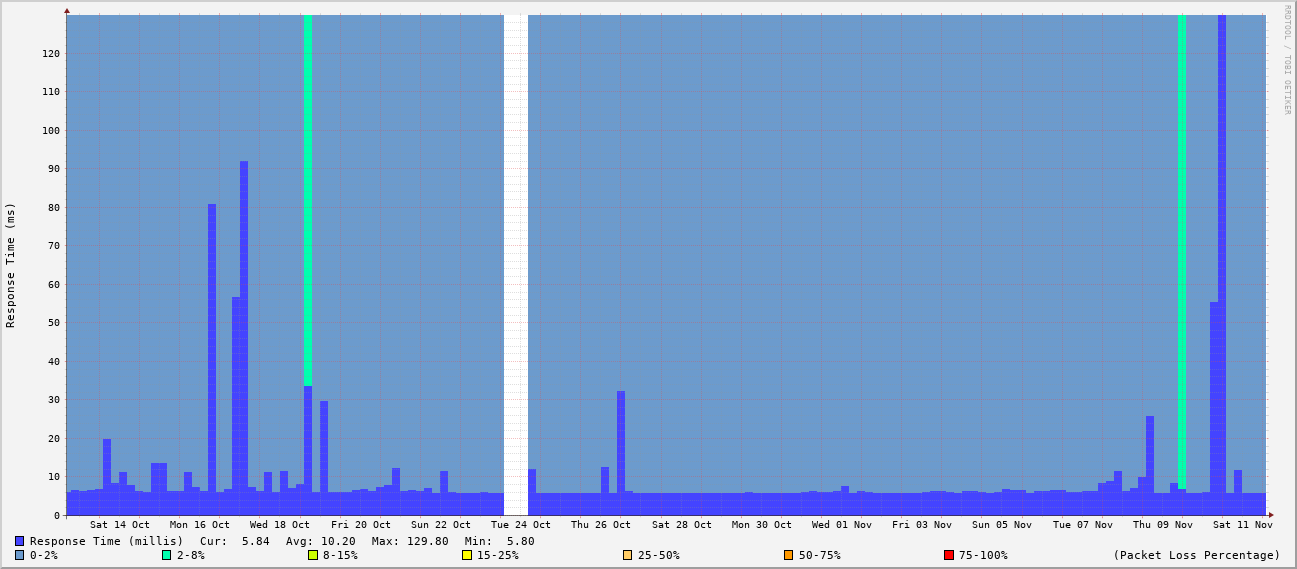 RRDTOOL / TOBI OETIKER
Response Time (ms)
120
110
100
90
80
70
60
50
40
30
20
10
0
Sat 14 Oct Mon 16 Oct Wed 18 Oct Fri 20 Oct Sun 22 Oct Tue 24 Oct Thu 26 Oct Sat 28 Oct Mon 30 Oct Wed 01 Nov Fri 03 Nov Sun 05 Nov Tue 07 Nov Thu 09 Nov Sat 11 Nov
Response Time (millis) Cur: 5.84 Avg: 10.20 Max: 129.80 Min: 5.80
0-2% 2-8% 8-15% 15-25% 25-50% 50-75% 75-100% (Packet Loss Percentage)